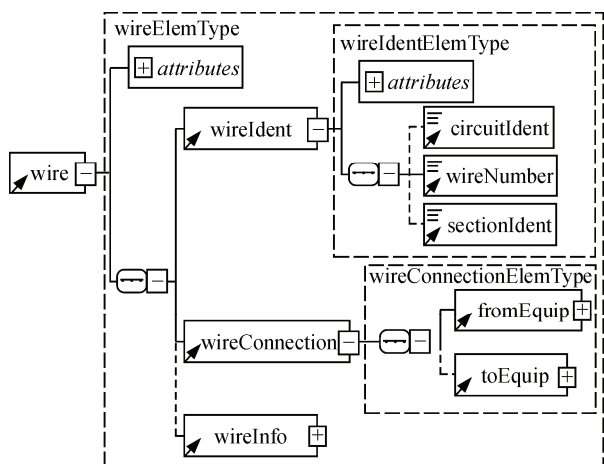 wireElemType
attributes
wireIdentElemType
attributes
wireIdent
circuitIdent
wire
wireNumber
sectionIdent
wireConnectionElemType
fromEquip
wireConnection
toEquip
wireInfo